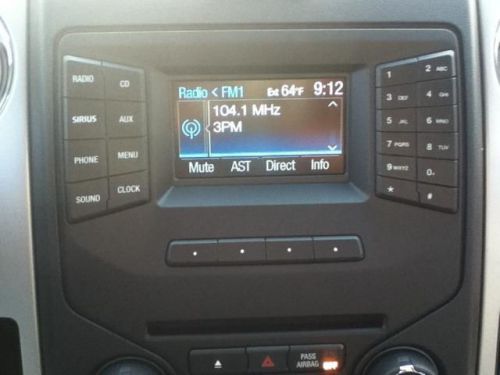 RADIO
CD
SIRIUS
AUX
PHONE
MENU
SOUND
CLOCK
Radio < FM1 Ext 64°F 9:12
104.1 MHz
3PM
Mute AST Direct Info
1
2 ABC
3 DEF
4 GHI
5 JKL
6 MNO
7 PQRS
8 TUV
9 WXYZ
0
*
#
PASS
AIRBAG OFF